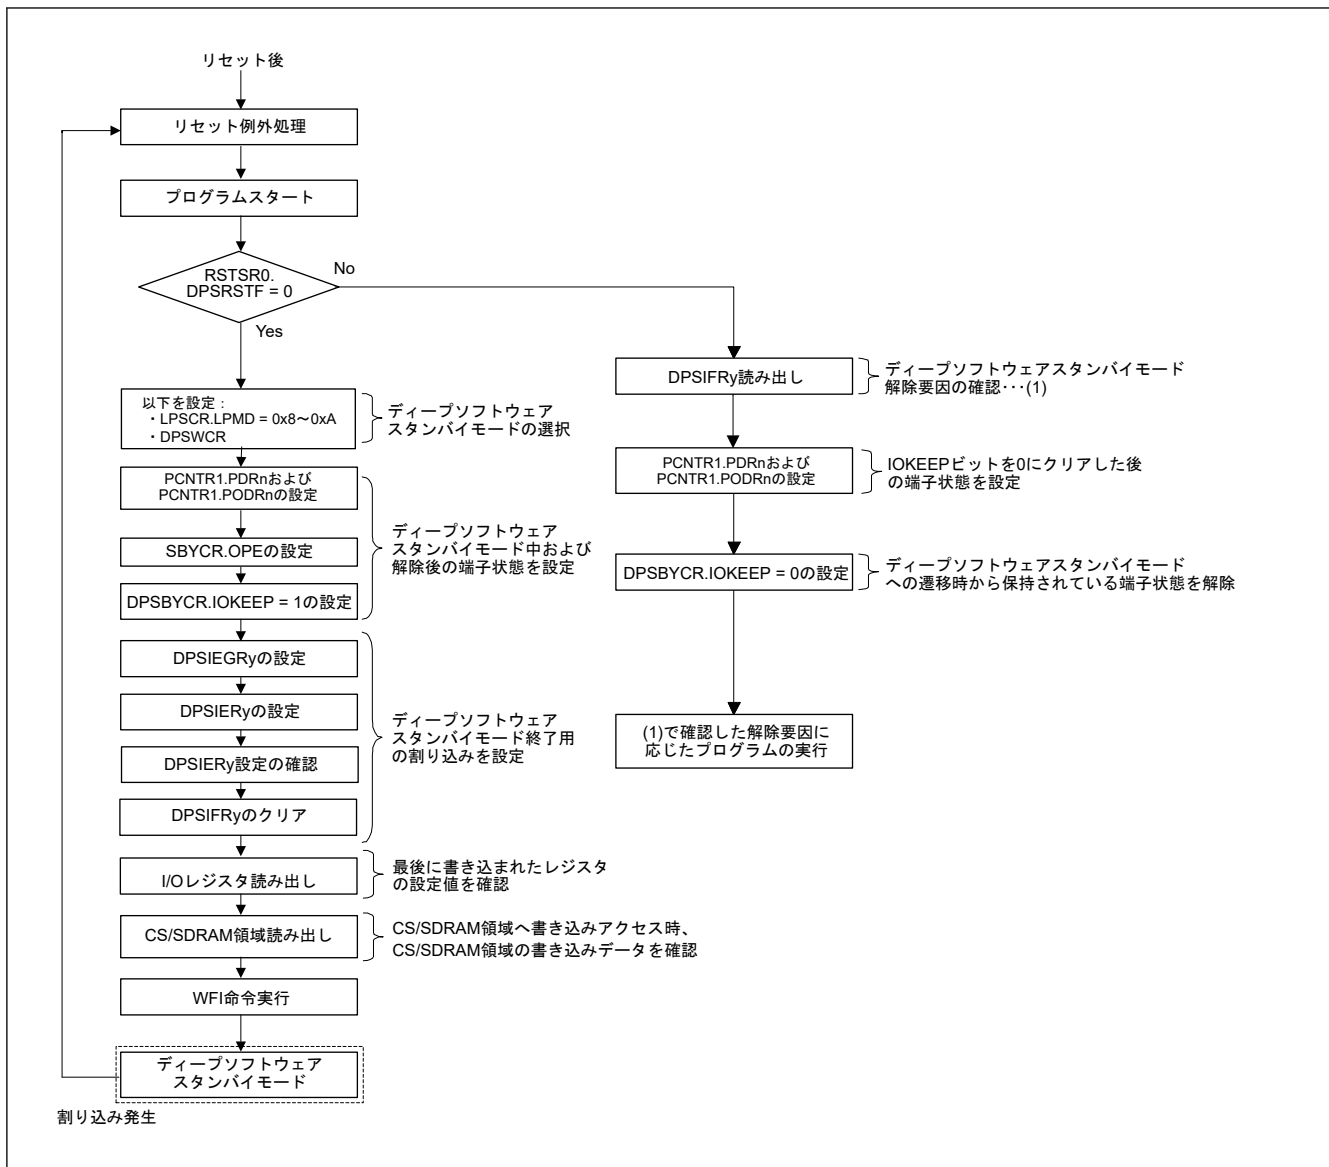 リセット後
リセット例外処理
プログラムスタート
RSTSR0.
DPSRSTF = 0
No
Yes
以下を設定：
・LPSCR.LPMD = 0x8～0xA
・DPSWCR
ディープソフトウェア
スタンバイモードの選択
PCNTR1.PDRnおよび
PCNTR1.PODRnの設定
SBYCR.OPEの設定
DPSBYCR.IOKEEP = 1の設定
ディープソフトウェア
スタンバイモード中および
解除後の端子状態を設定
DPSIEGRyの設定
DPSIERyの設定
DPSIERy設定の確認
DPSIFRyのクリア
ディープソフトウェア
スタンバイモード終了用
の割り込みを設定
I/Oレジスタ読み出し
最後に書き込まれたレジスタ
の設定値を確認
CS/SDRAM領域読み出し
CS/SDRAM領域へ書き込みアクセス時、
CS/SDRAM領域の書き込みデータを確認
WFI命令実行
ディープソフトウェア
スタンバイモード
割り込み発生
DPSIFRy読み出し
ディープソフトウェアスタンバイモード
解除要因の確認･･･(1)
PCNTR1.PDRnおよび
PCNTR1.PODRnの設定
IOKEEPビットを0にクリアした後
の端子状態を設定
DPSBYCR.IOKEEP = 0の設定
ディープソフトウェアスタンバイモード
への遷移時から保持されている端子状態を解除
(1)で確認した解除要因に
応じたプログラムの実行